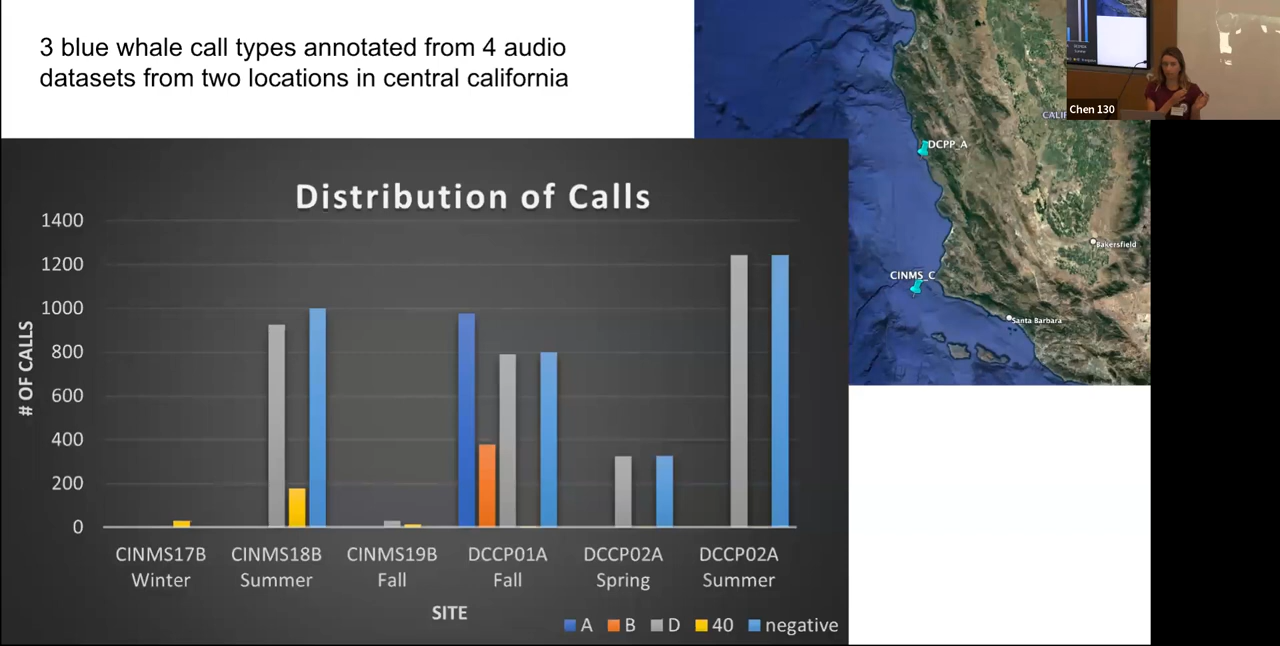 3 blue whale call types annotated from 4 audio
datasets from two locations in central california
Chen 130
CALIF
DCPP_A
Bakersfield
CINMS_C
Santa Barbara
Distribution of Calls
# OF CALLS
1400
1200
1000
800
600
400
200
0
CINMS17B CINMS18B CINMS19B DCCP01A DCCP02A DCCP02A
Winter Summer Fall Fall Spring Summer
SITE
A B D 40 negative